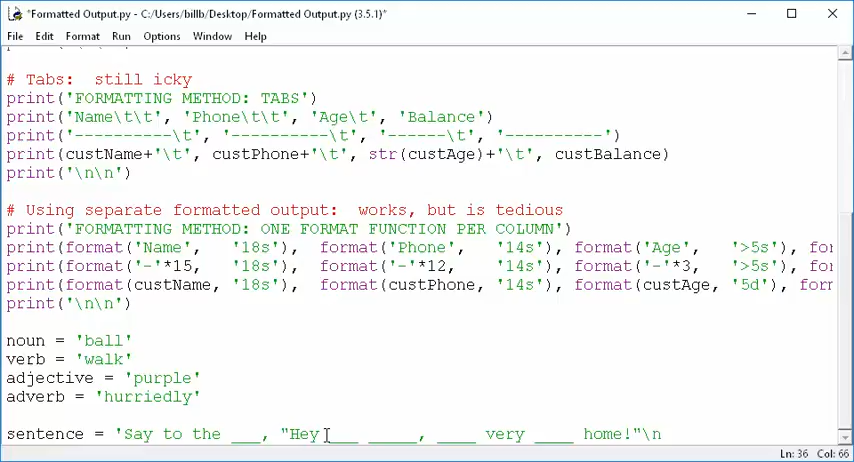 *Formatted Output.py - C:/Users/billb/Desktop/Formatted Output.py (3.5.1)*
File Edit Format Run Options Window Help
# Tabs:  still icky
print('FORMATTING METHOD: TABS')
print('Name\t\t', 'Phone\t\t', 'Age\t', 'Balance')
print('----------\t', '----------\t', '------\t', '----------')
print(custName+'\t', custPhone+'\t', str(custAge)+'\t', custBalance)
print('\n\n')
# Using separate formatted output:  works, but is tedious
print('FORMATTING METHOD: ONE FORMAT FUNCTION PER COLUMN')
print(format('Name',   '18s'),  format('Phone',   '14s'), format('Age',  '>5s'), for
print(format('-'*15,   '18s'),  format('-'*12,    '14s'), format('-'*3,  '>5s'), for
print(format(custName, '18s'),  format(custPhone, '14s'), format(custAge, '5d'), for
print('\n\n')
noun = 'ball'
verb = 'walk'
adjective = 'purple'
adverb = 'hurriedly'
sentence = 'Say to the ___, "Hey ___ _____, ____ very ____ home!"\n
Ln: 36 Col: 66